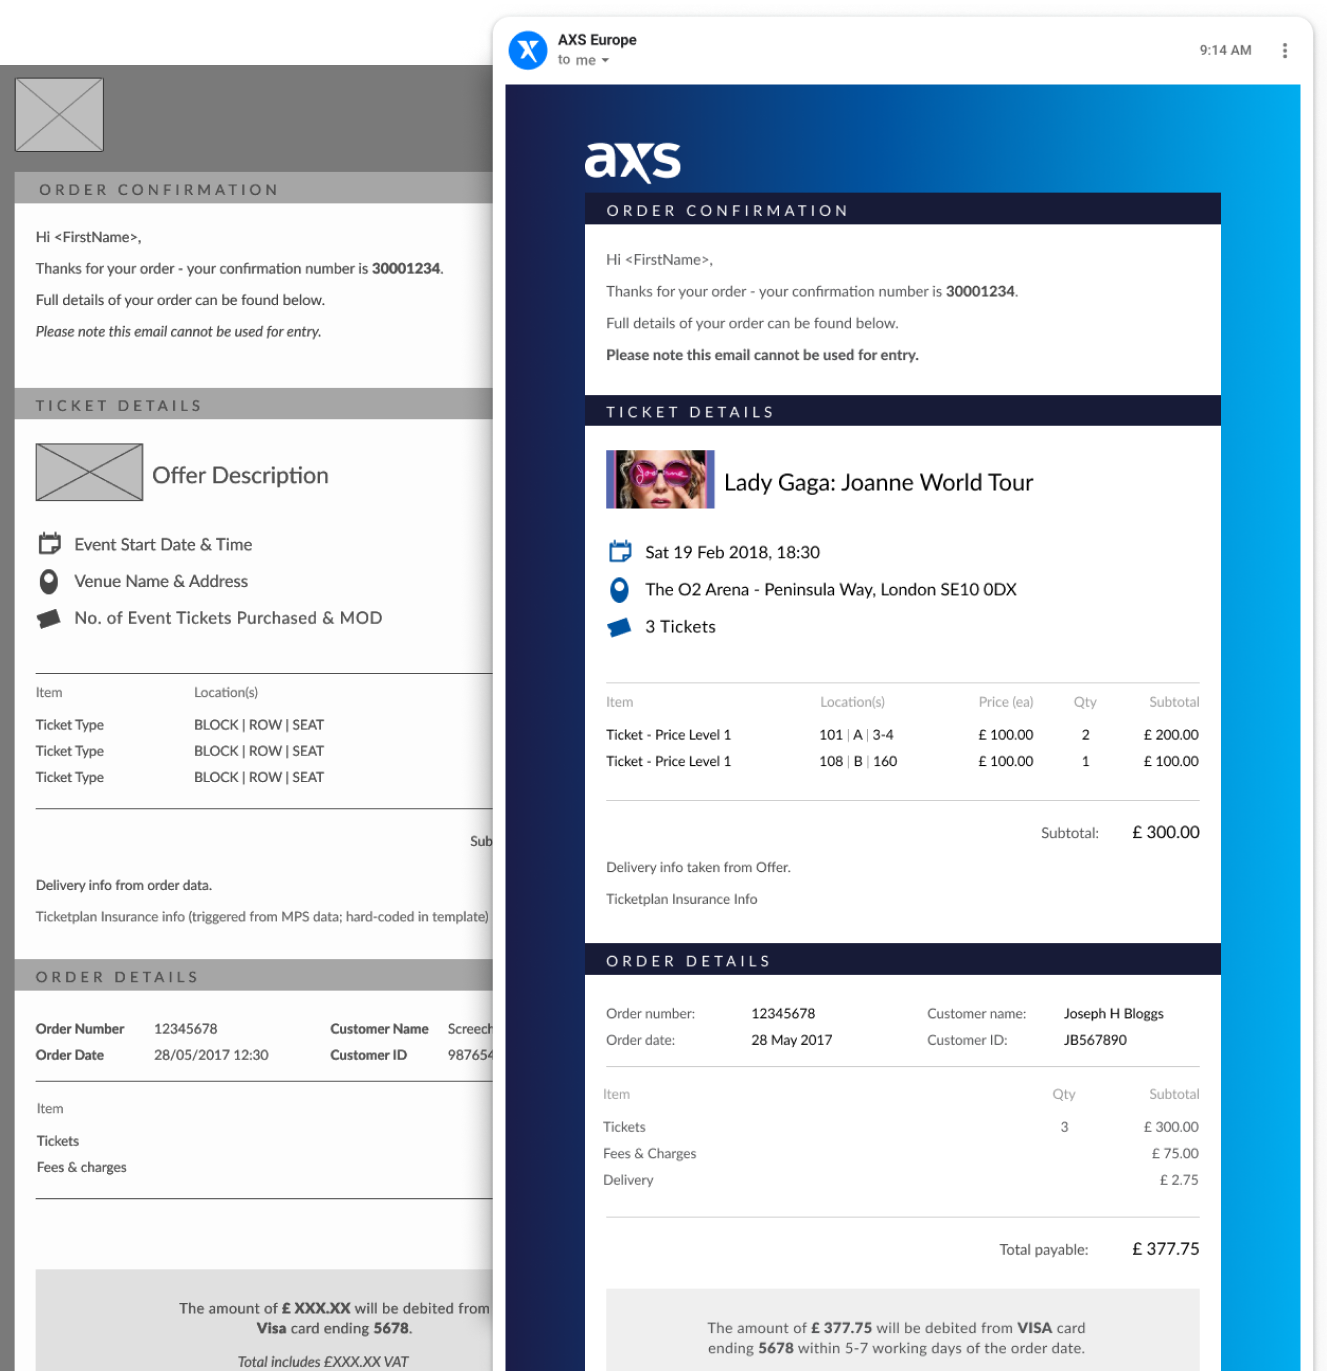 ORDER CONFIRMATION
Hi <FirstName>,
Thanks for your order - your confirmation number is 30001234.
Full details of your order can be found below.
Please note this email cannot be used for entry.
TICKET DETAILS
Offer Description
Event Start Date & Time
Venue Name & Address
No. of Event Tickets Purchased & MOD
Item Location(s)
Ticket Type BLOCK | ROW | SEAT
Ticket Type BLOCK | ROW | SEAT
Ticket Type BLOCK | ROW | SEAT
Sub
Delivery info from order data.
Ticketplan Insurance info (triggered from MPS data; hard-coded in template)
ORDER DETAILS
Order Number 12345678 Customer Name Screech
Order Date 28/05/2017 12:30 Customer ID 987654
Item
Tickets
Fees & charges
The amount of £ XXX.XX will be debited from
Visa card ending 5678.
Total includes £XXX.XX VAT
AXS Europe
to me
9:14 AM
axs
ORDER CONFIRMATION
Hi <FirstName>,
Thanks for your order - your confirmation number is 30001234.
Full details of your order can be found below.
Please note this email cannot be used for entry.
TICKET DETAILS
Joanne
Lady Gaga: Joanne World Tour
Sat 19 Feb 2018, 18:30
The O2 Arena - Peninsula Way, London SE10 0DX
3 Tickets
Item Location(s) Price (ea) Qty Subtotal
Ticket - Price Level 1 101 | A | 3-4 £ 100.00 2 £ 200.00
Ticket - Price Level 1 108 | B | 160 £ 100.00 1 £ 100.00
Subtotal: £ 300.00
Delivery info taken from Offer.
Ticketplan Insurance Info
ORDER DETAILS
Order number: 12345678 Customer name: Joseph H Bloggs
Order date: 28 May 2017 Customer ID: JB567890
Item Qty Subtotal
Tickets 3 £ 300.00
Fees & Charges £ 75.00
Delivery £ 2.75
Total payable: £ 377.75
The amount of £ 377.75 will be debited from VISA card
ending 5678 within 5-7 working days of the order date.